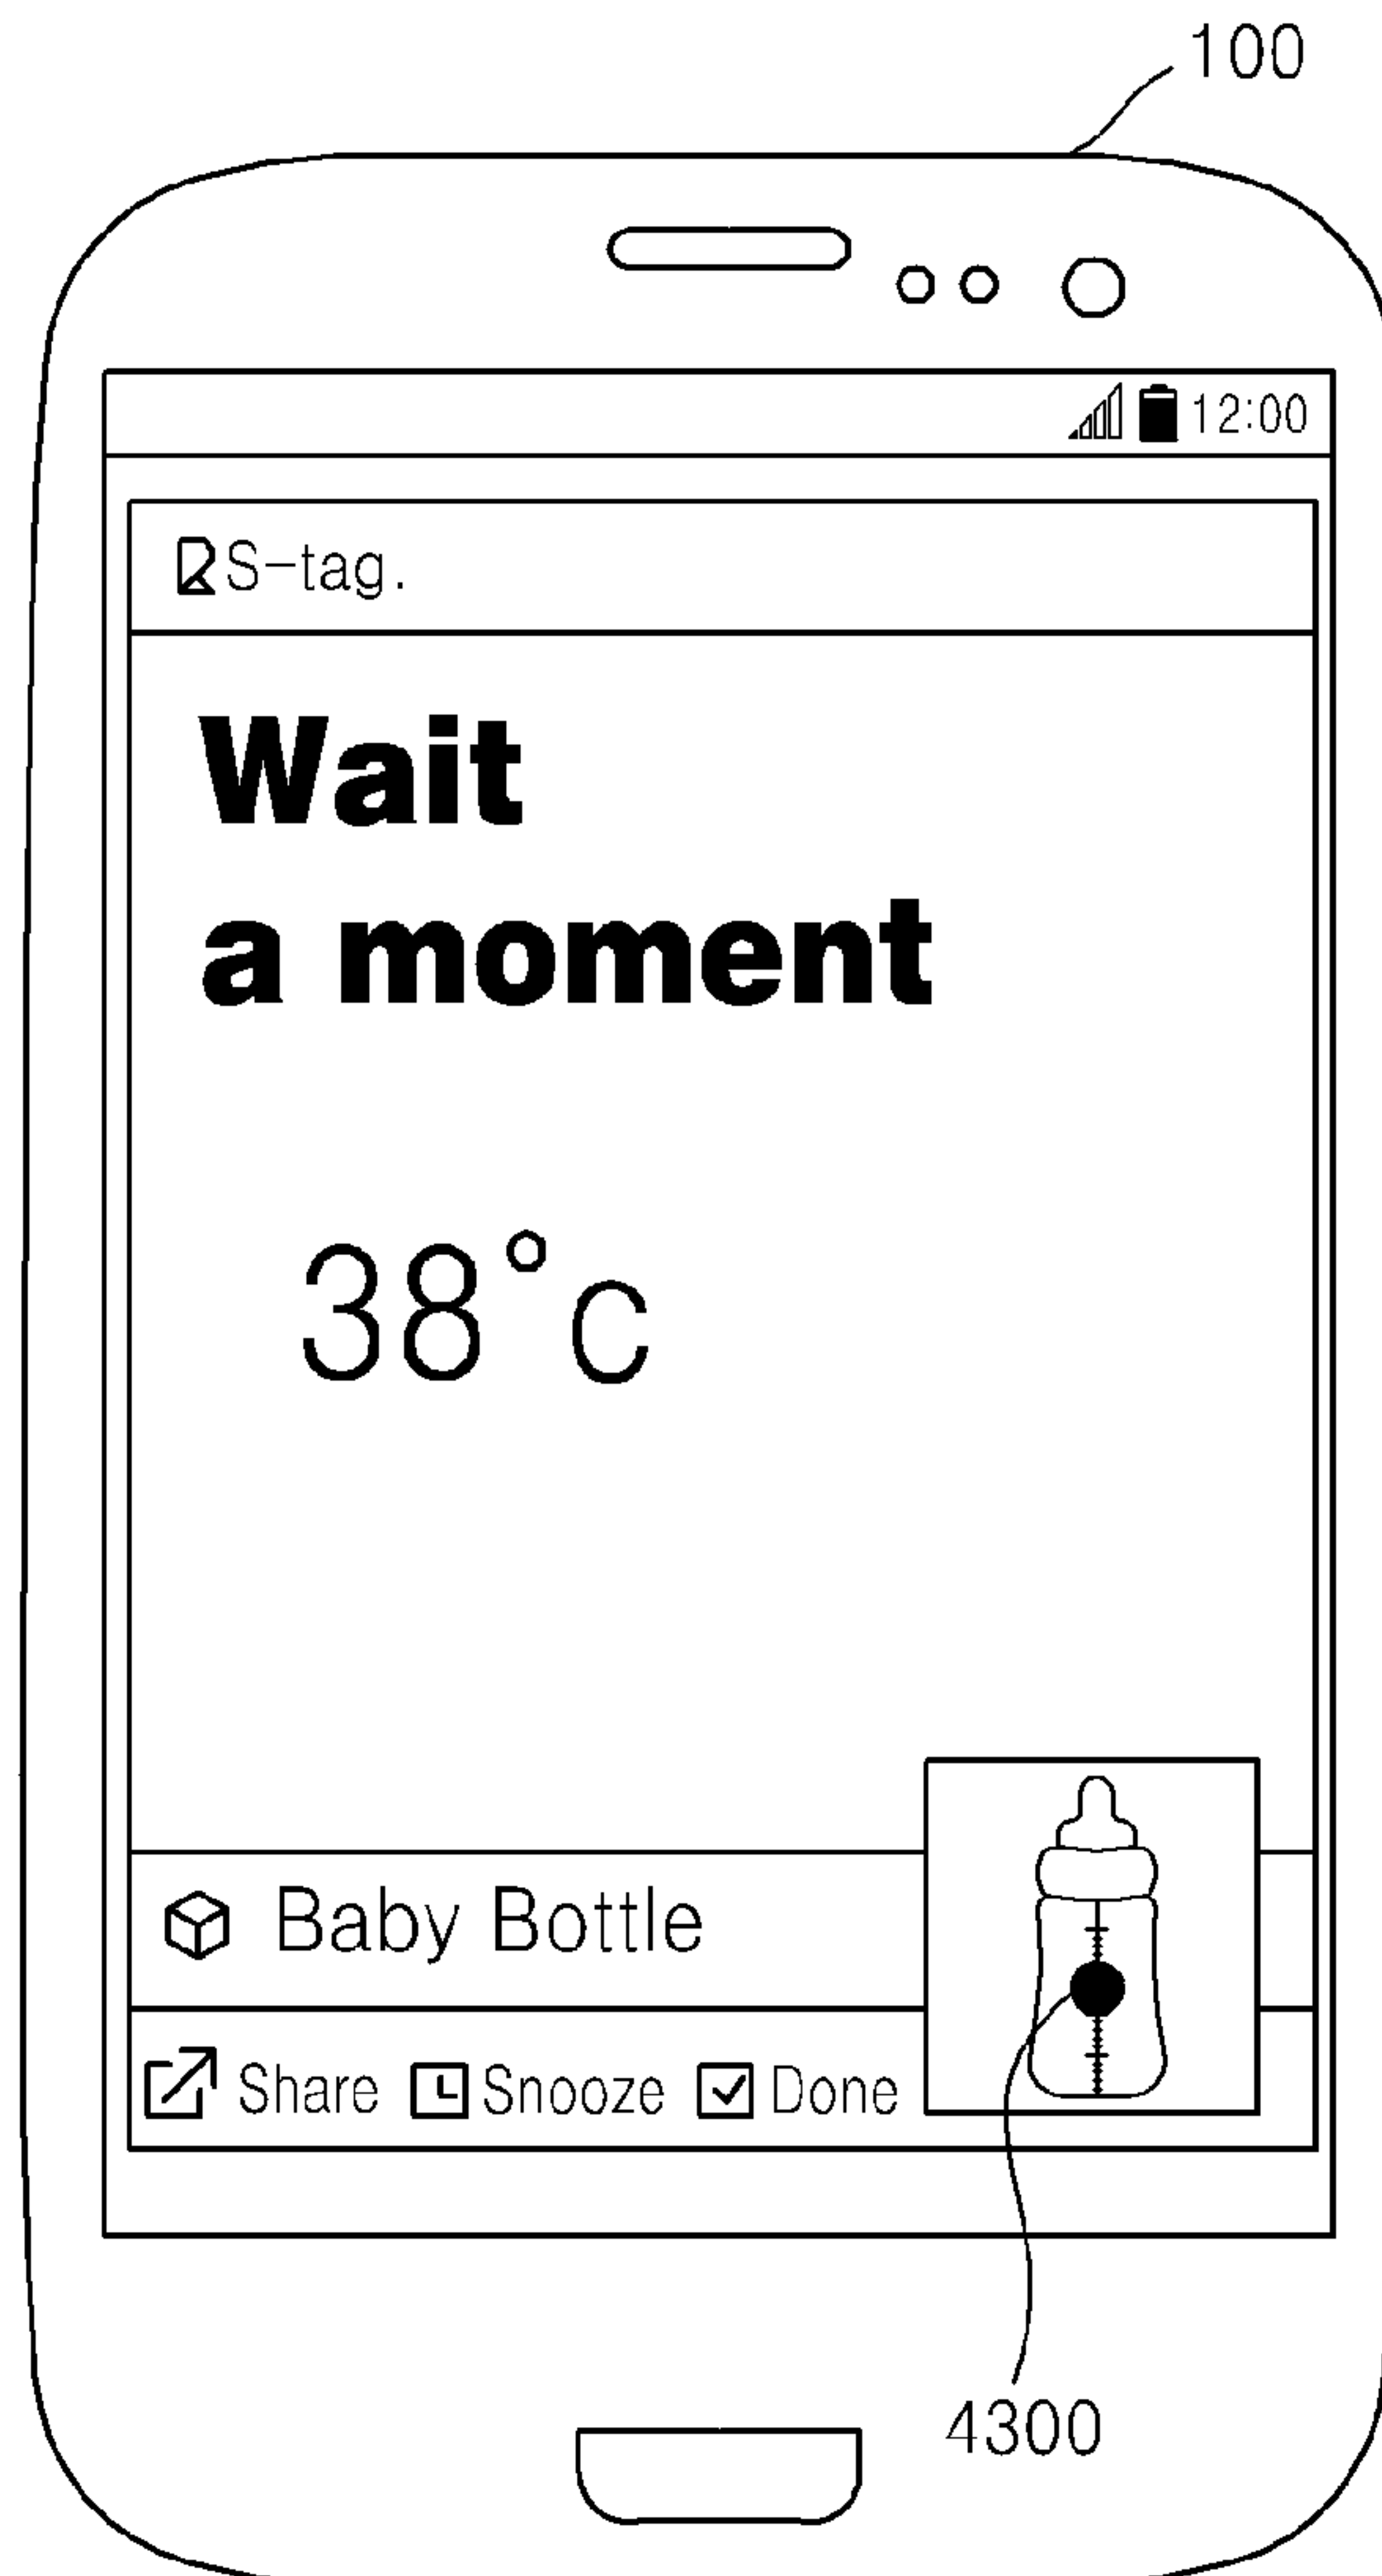 100
12:00
S-tag.
Wait
a moment
38°c
Baby Bottle
Share Snooze Done
4300